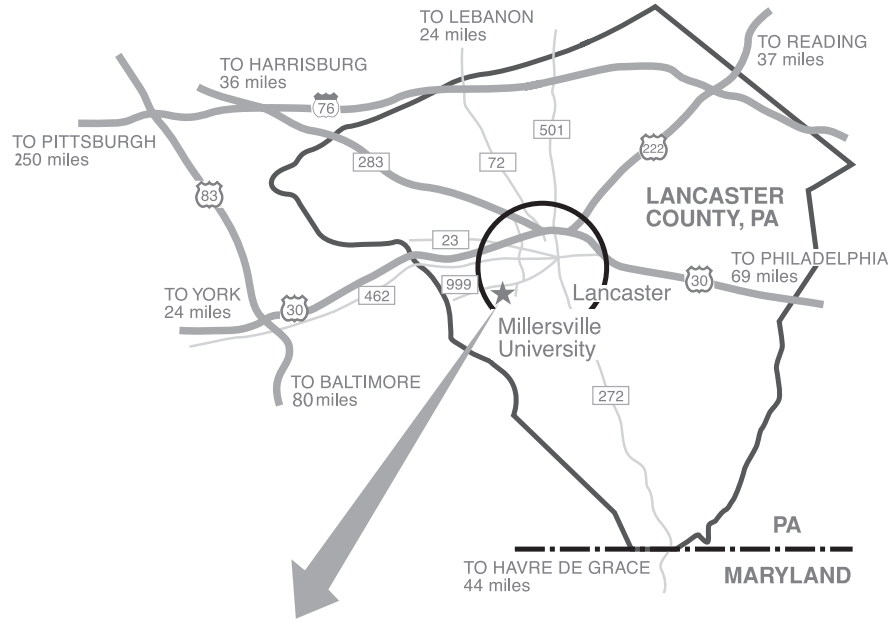 TO LEBANON
24 miles
TO READING
37 miles
TO HARRISBURG
36 miles
76
TO PITTSBURGH
250 miles
501
283
72
222
83
LANCASTER
COUNTY, PA
23
TO PHILADELPHIA
69 miles
30
999
462
TO YORK
24 miles
30
Lancaster
Millersville
University
TO BALTIMORE
80 miles
272
PA
TO HAVRE DE GRACE
44 miles
MARYLAND